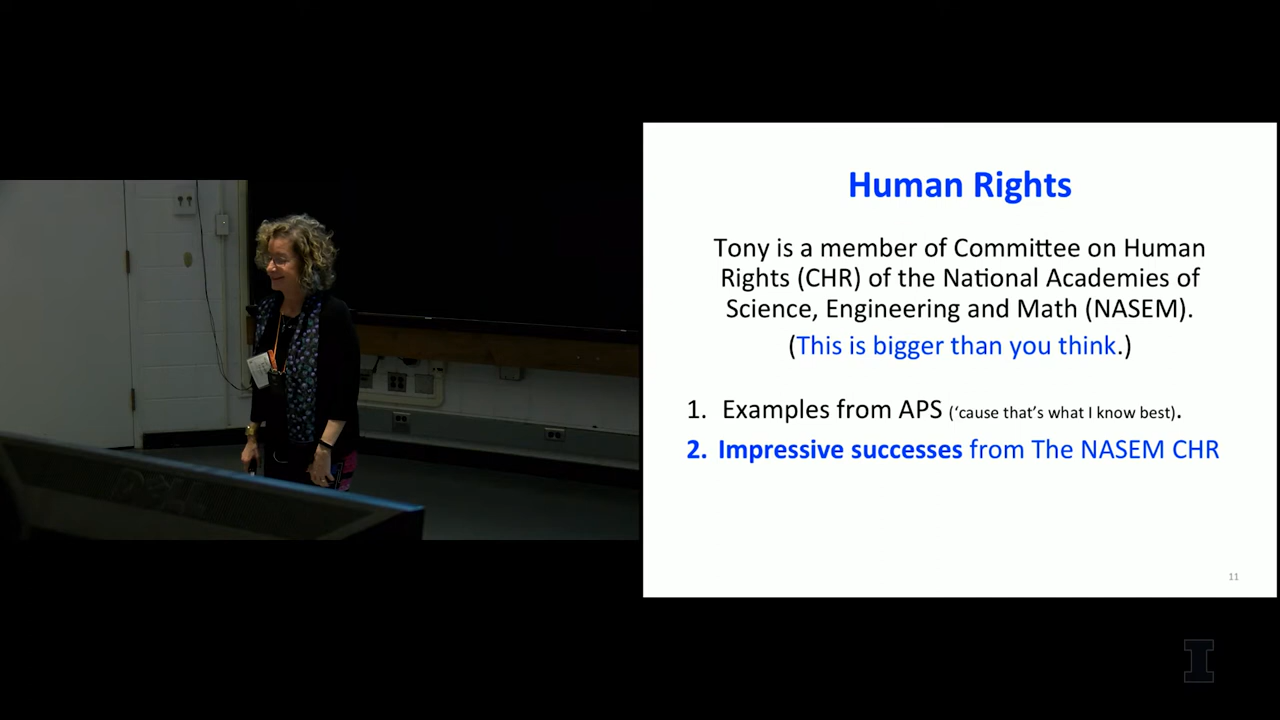 Human Rights
Tony is a member of Committee on Human
Rights (CHR) of the National Academies of
Science, Engineering and Math (NASEM).
(This is bigger than you think.)
1. Examples from APS (‘cause that’s what I know best).
2. Impressive successes from The NASEM CHR
11
I